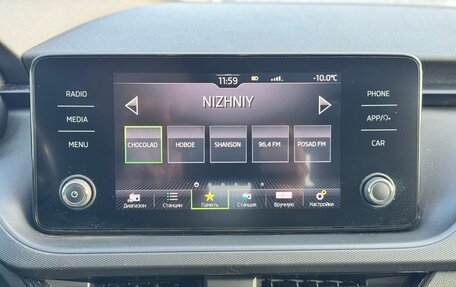 11:59
-10.0°C
RADIO
MEDIA
MENU
NIZHNIY
PHONE
APP/
CAR
CHOCOLAD
НОВОЕ
SHANSON
96,4 FM
POSAD FM
Диапазон
Станции
Память
Станция
Вручную
Настройки